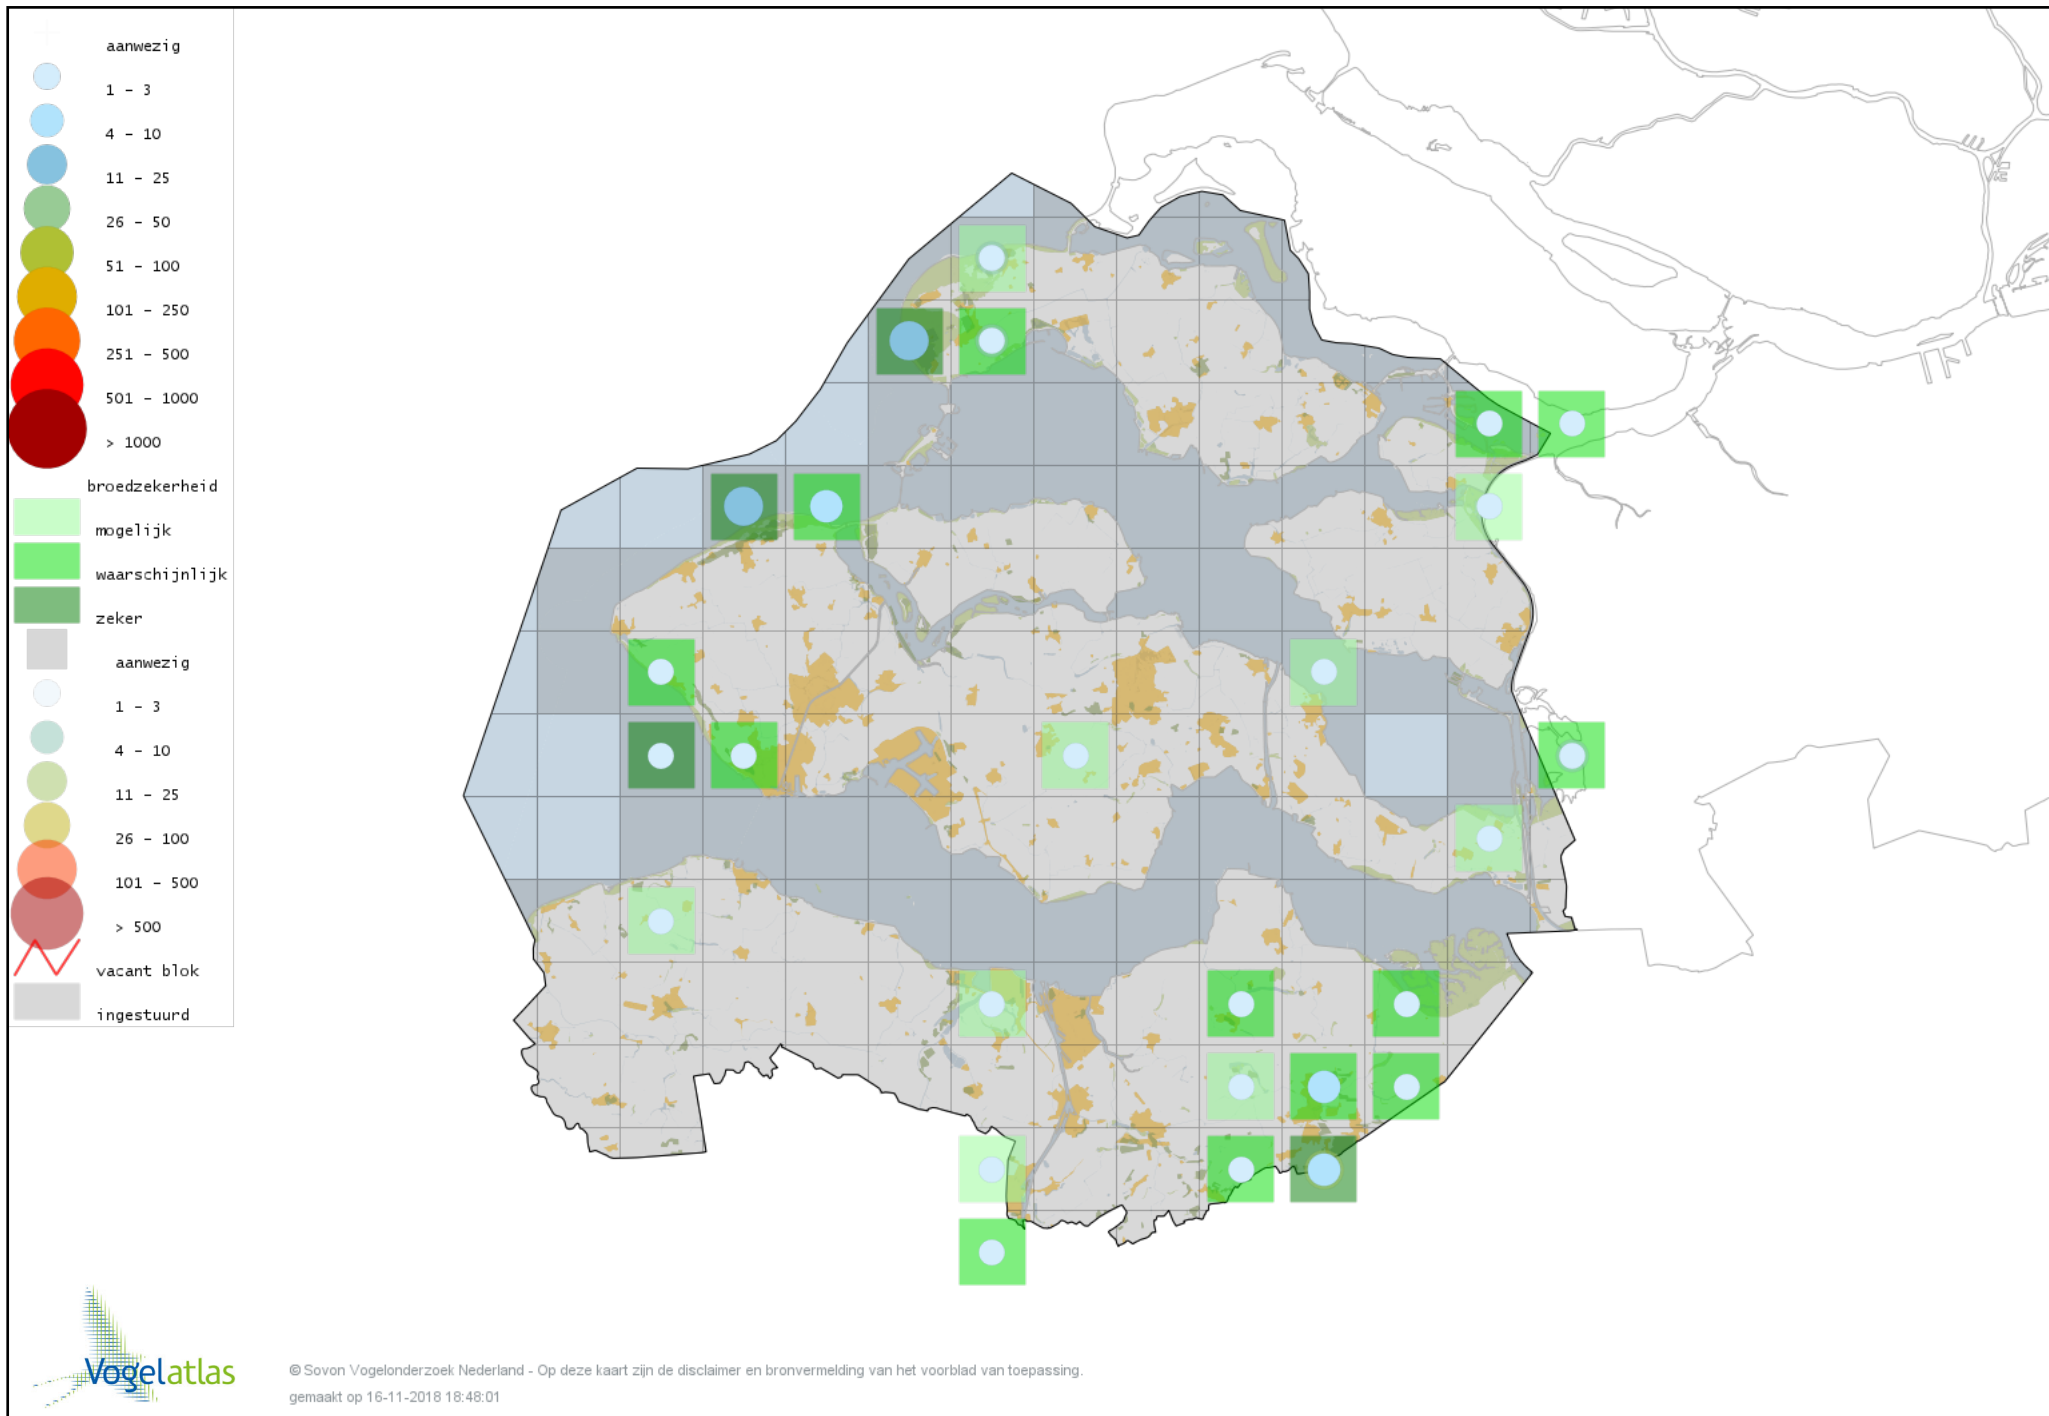 aanwezig
1 - 3
4 - 10
11 - 25
26 - 50
51 - 100
101 - 250
251 - 500
501 - 1000
> 1000
broedzekerheid
mogelijk
waarschijnlijk
zeker
aanwezig
1 - 3
4 - 10
11 - 25
26 - 100
101 - 500
> 500
vacant blok
ingestuurd
Vogelatlas
© Sovon Vogelonderzoek Nederland - Op deze kaart zijn de disclaimer en bronvermelding van het voorblad van toepassing.
gemaakt op 16-11-2018 18:48:01